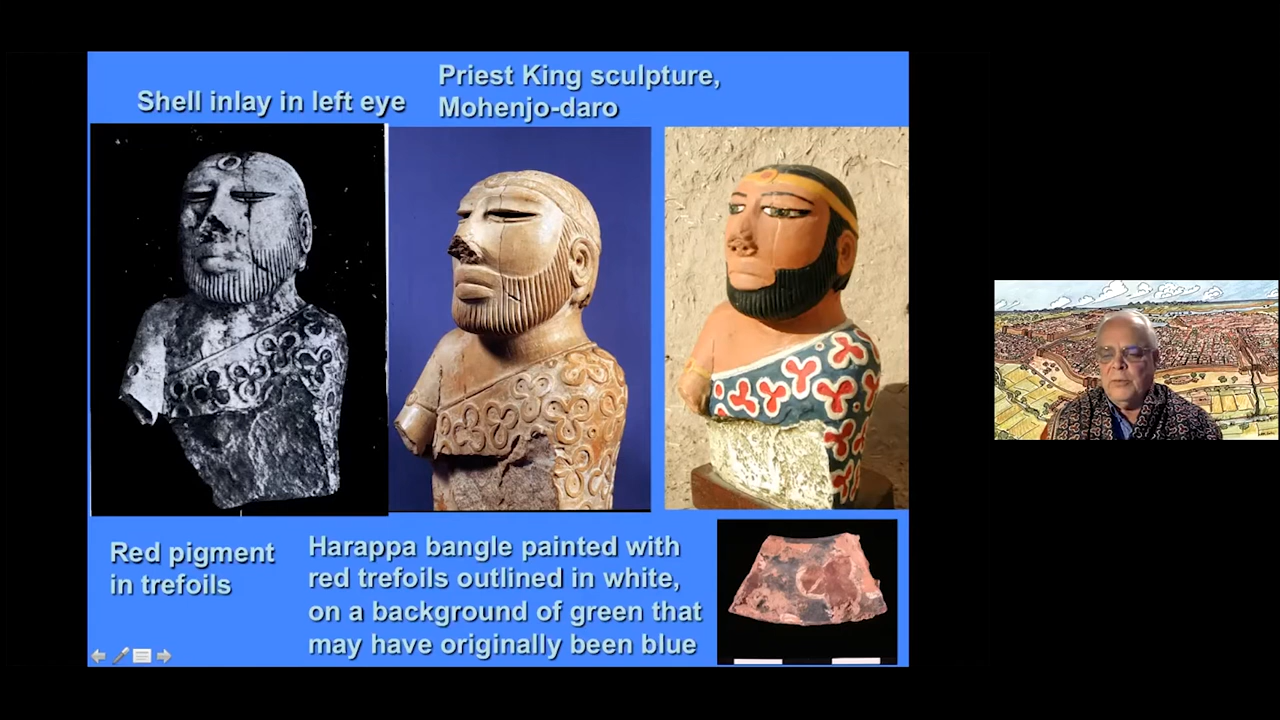 Shell inlay in left eye
Priest King sculpture,
Mohenjo-daro
Red pigment
in trefoils
Harappa bangle painted with
red trefoils outlined in white,
on a background of green that
may have originally been blue